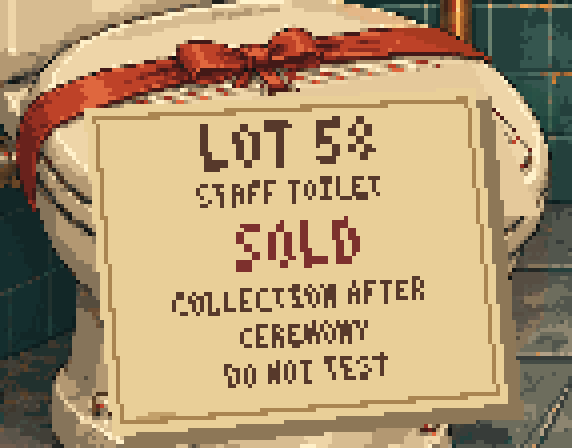 LOT 58
STAFF TOILET
SOLD
COLLECTION AFTER
CEREMONY
DO NOT TEST